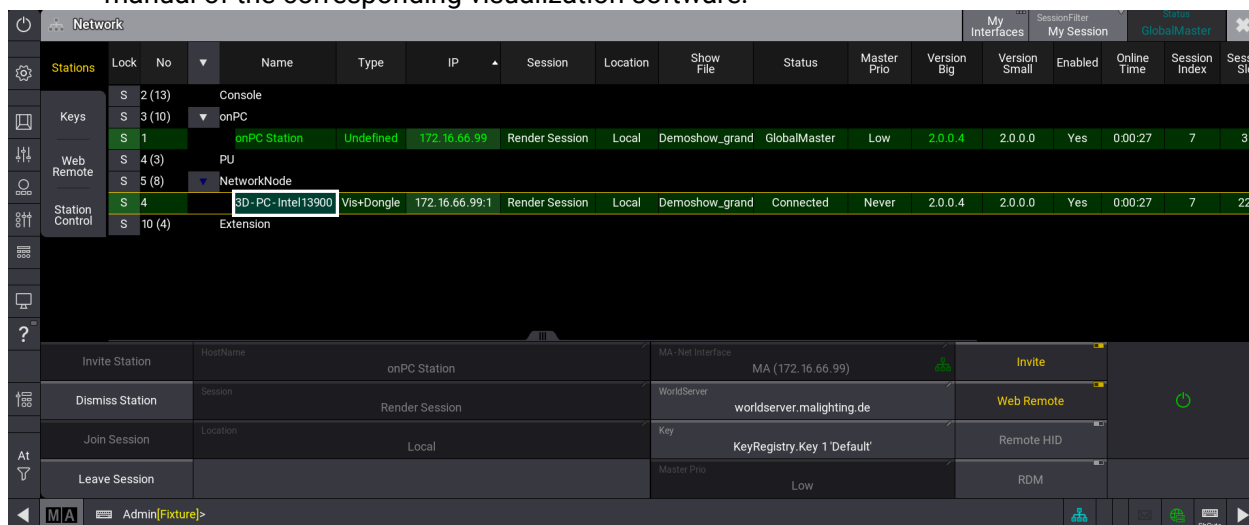 manual of the corresponding visualization software.
Network
My Interfaces
SessionFilter
My Session
Status
GlobalMaster
Stations
Lock No Name Type IP Session Location Show File Status Master Prio Version Big Version Small Enabled Online Time Session Index
S 2 (13) Console
Keys
S 3 (10) onPC
S 1 onPC Station Undefined 172.16.66.99 Render Session Local Demoshow_grand GlobalMaster Low 2.0.0.4 2.0.0.0 Yes 0:00:27 7 3
Web Remote
S 4 (3) PU
S 5 (8) NetworkNode
Station Control
S 4 3D-PC-Intel13900 Vis+Dongle 172.16.66.99:1 Render Session Local Demoshow_grand Connected Never 2.0.0.4 2.0.0.0 Yes 0:00:27 7 22
S 10 (4) Extension
?
Invite Station
HostName
onPC Station
MA-Net Interface
MA (172.16.66.99)
Invite
Dismiss Station
Session
Render Session
WorldServer
worldserver.malighting.de
Web Remote
Join Session
Location
Local
Key
KeyRegistry.Key 1 'Default'
Remote HID
At
Leave Session
Master Prio
Low
RDM
MA Admin[Fixture]>